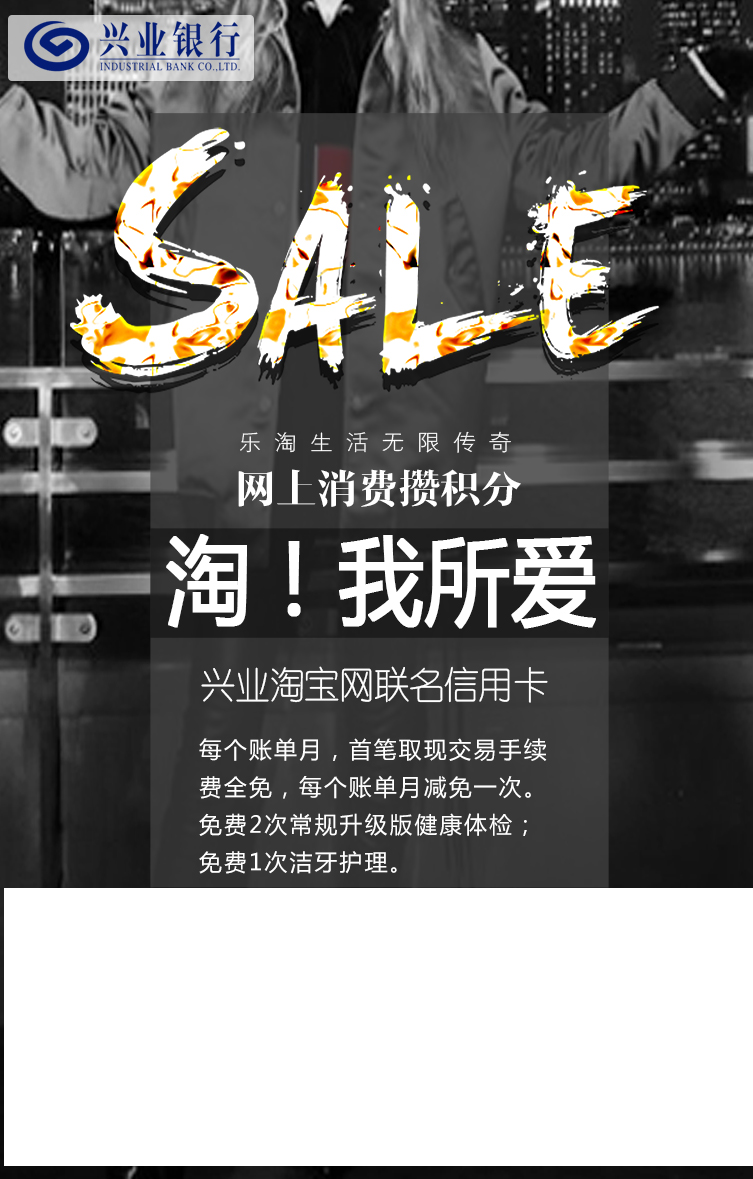 兴业银行
INDUSTRIAL BANK CO.,LTD.
SALE
乐淘生活无限传奇
网上消费攒积分
淘！我所爱
兴业淘宝网联名信用卡
每个账单月，首笔取现交易手续
费全免，每个账单月减免一次。
免费2次常规升级版健康体检；
免费1次洁牙护理。